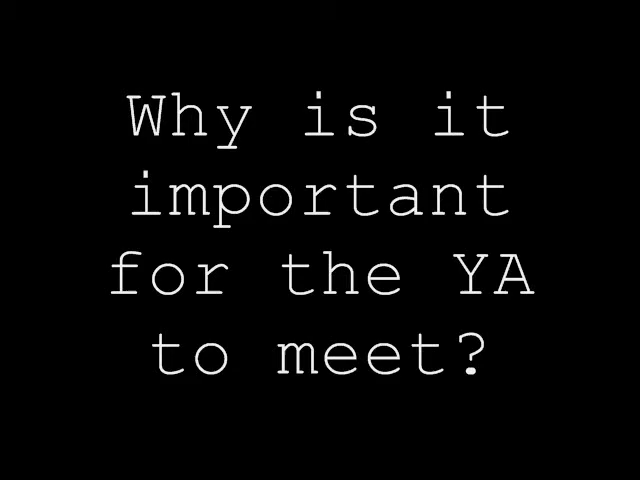 Why is it
important
for the YA
to meet?